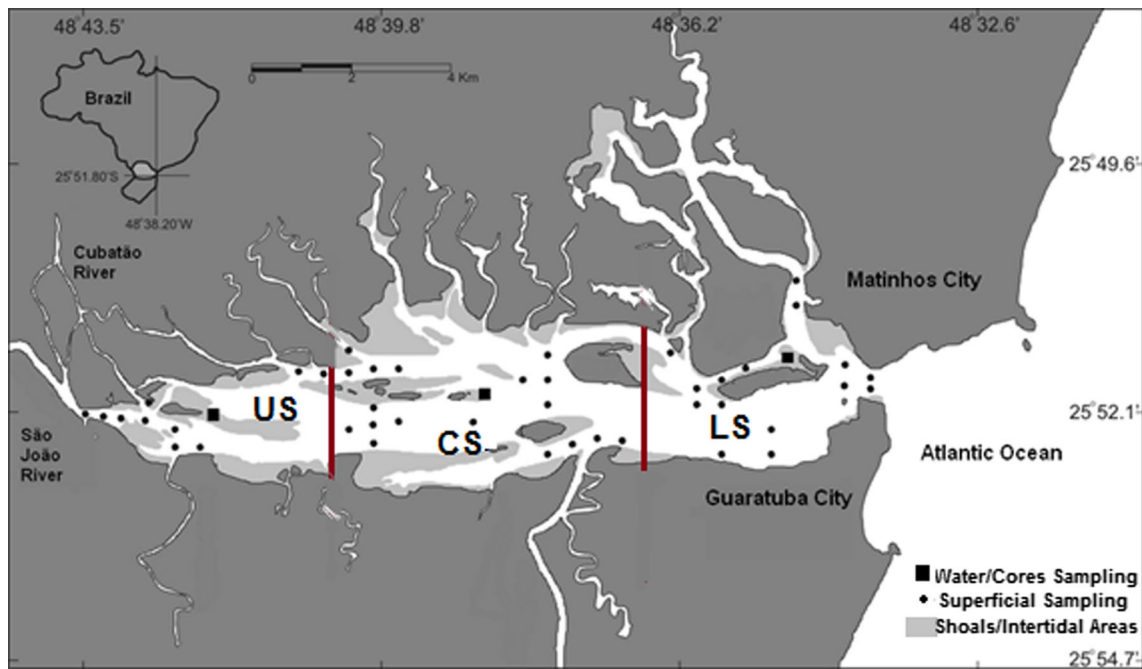 48°43.5'
48°39.8'
48°36.2'
48°32.6'
Brazil
0
2
4 Km
25°51.80'S
48°38.20'W
25°49.6'
Cubatão
River
Matinhos City
US
CS
LS
25°52.1'
São
João
River
Atlantic Ocean
Guaratuba City
Water/Cores Sampling
Superficial Sampling
Shoals/Intertidal Areas
25°54.7'